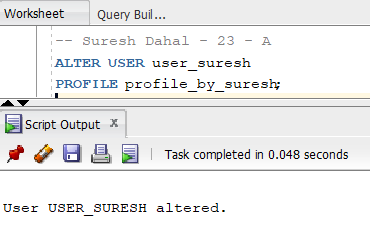 Worksheet Query Buil...
-- Suresh Dahal - 23 - A
ALTER USER user_suresh
PROFILE profile_by_suresh;
Script Output x
Task completed in 0.048 seconds
User USER_SURESH altered.